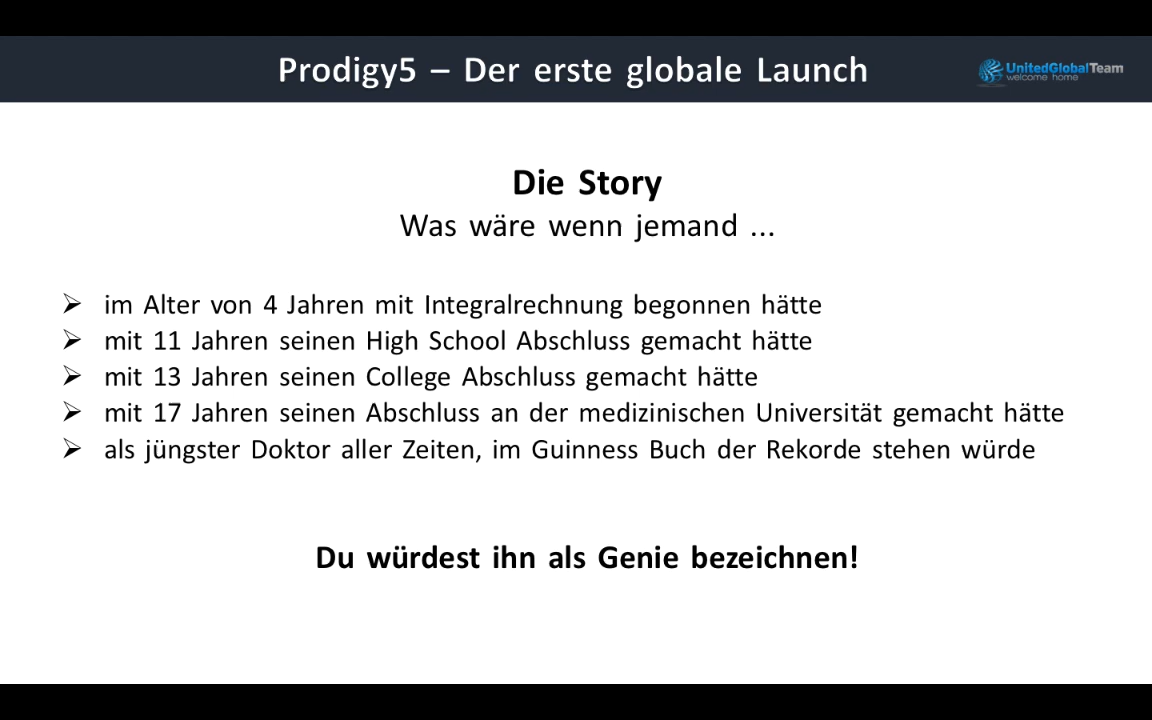 Prodigy5 – Der erste globale Launch
UnitedGlobalTeam
welcome home
Die Story
Was wäre wenn jemand ...
➢ im Alter von 4 Jahren mit Integralrechnung begonnen hätte
➢ mit 11 Jahren seinen High School Abschluss gemacht hätte
➢ mit 13 Jahren seinen College Abschluss gemacht hätte
➢ mit 17 Jahren seinen Abschluss an der medizinischen Universität gemacht hätte
➢ als jüngster Doktor aller Zeiten, im Guinness Buch der Rekorde stehen würde
Du würdest ihn als Genie bezeichnen!